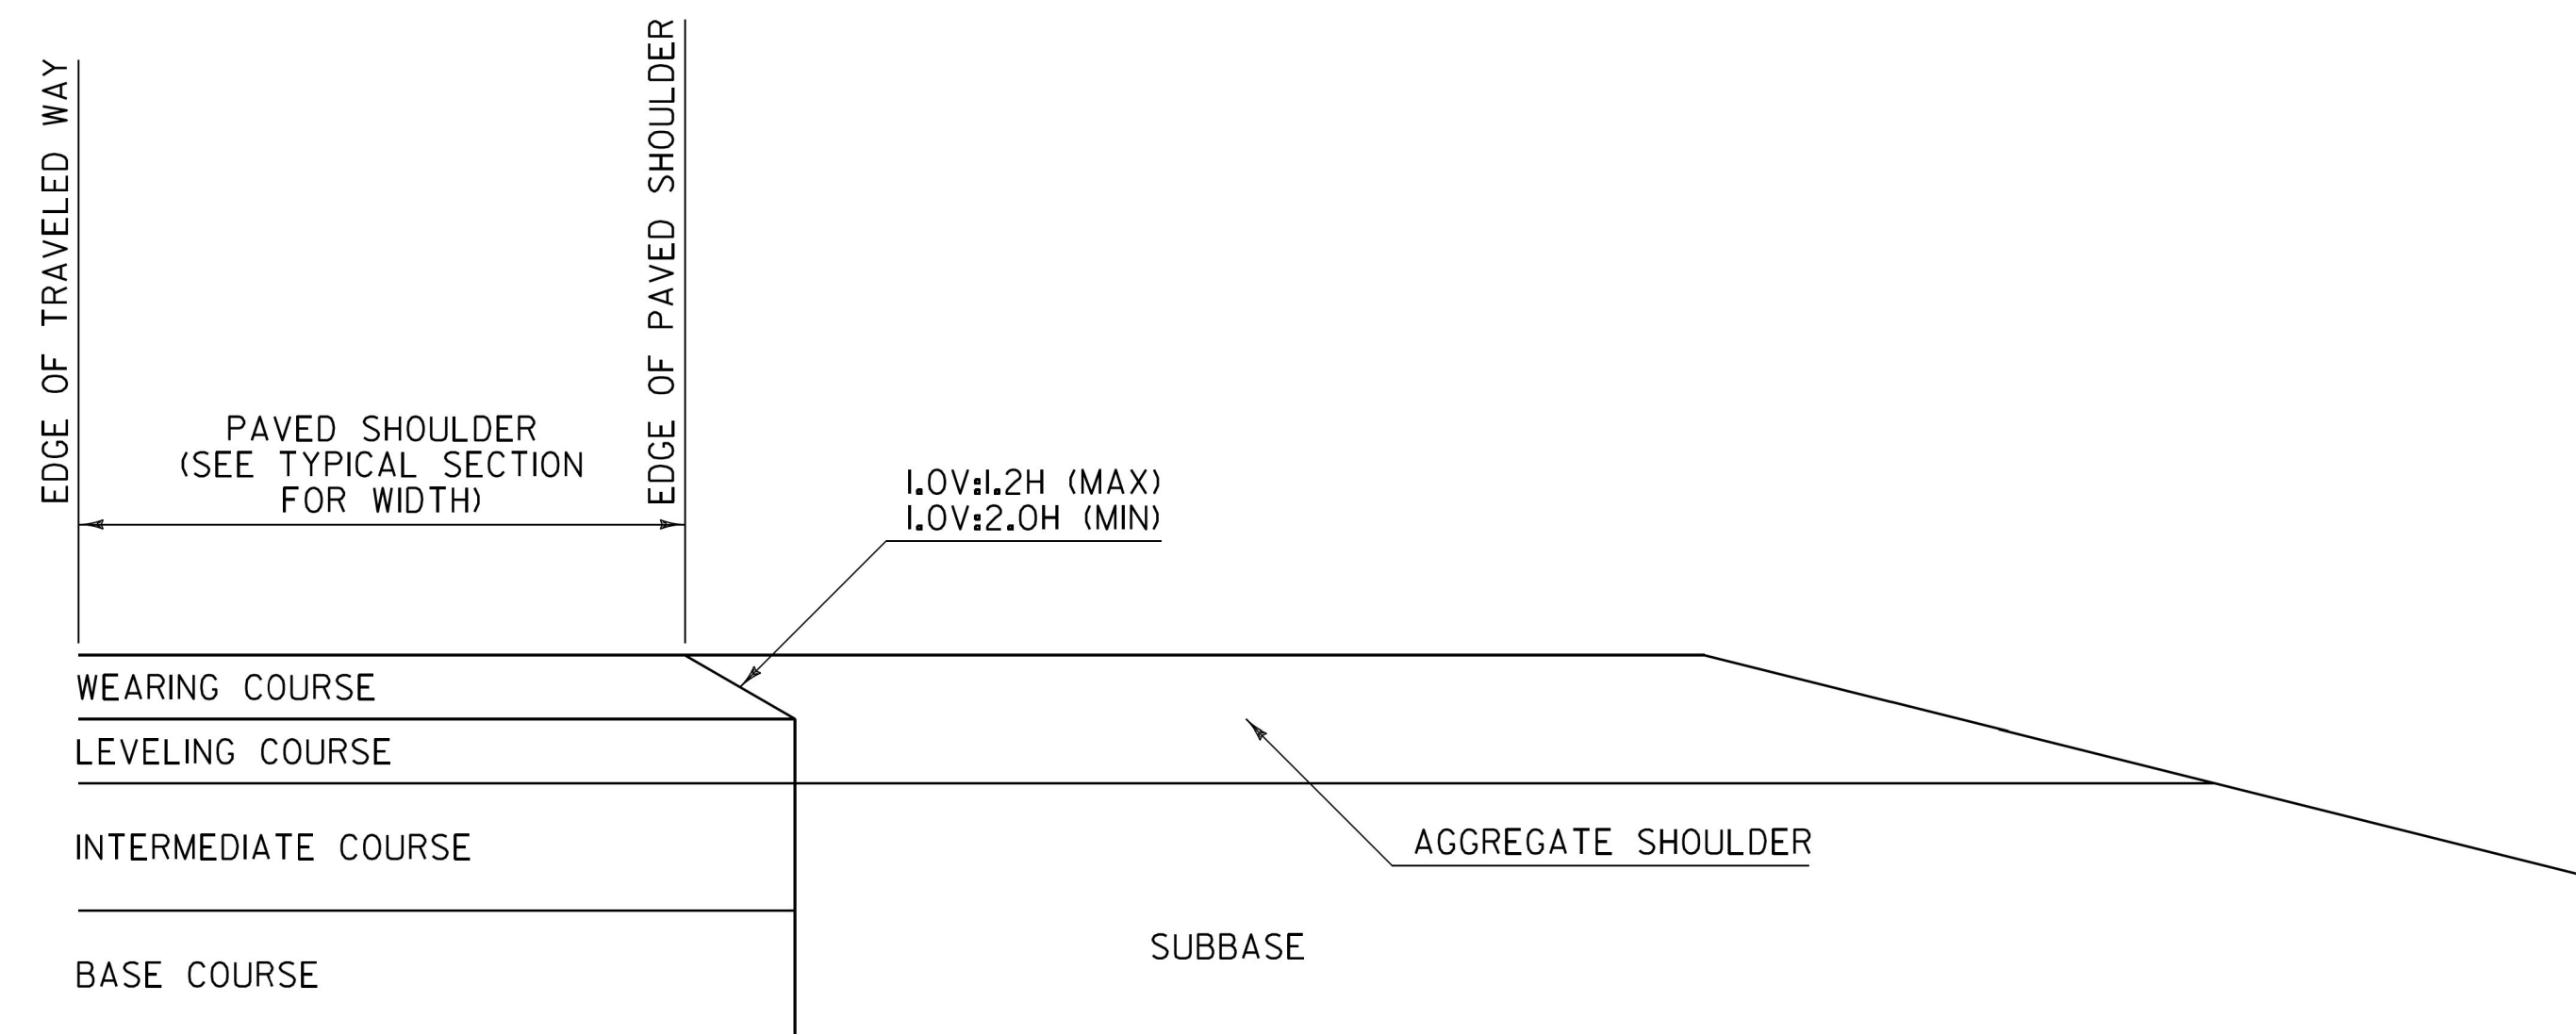 EDGE OF TRAVELED WAY
EDGE OF PAVED SHOULDER
PAVED SHOULDER
(SEE TYPICAL SECTION
FOR WIDTH)
1.0V:1.2H (MAX)
1.0V:2.0H (MIN)
WEARING COURSE
LEVELING COURSE
INTERMEDIATE COURSE
AGGREGATE SHOULDER
SUBBASE
BASE COURSE